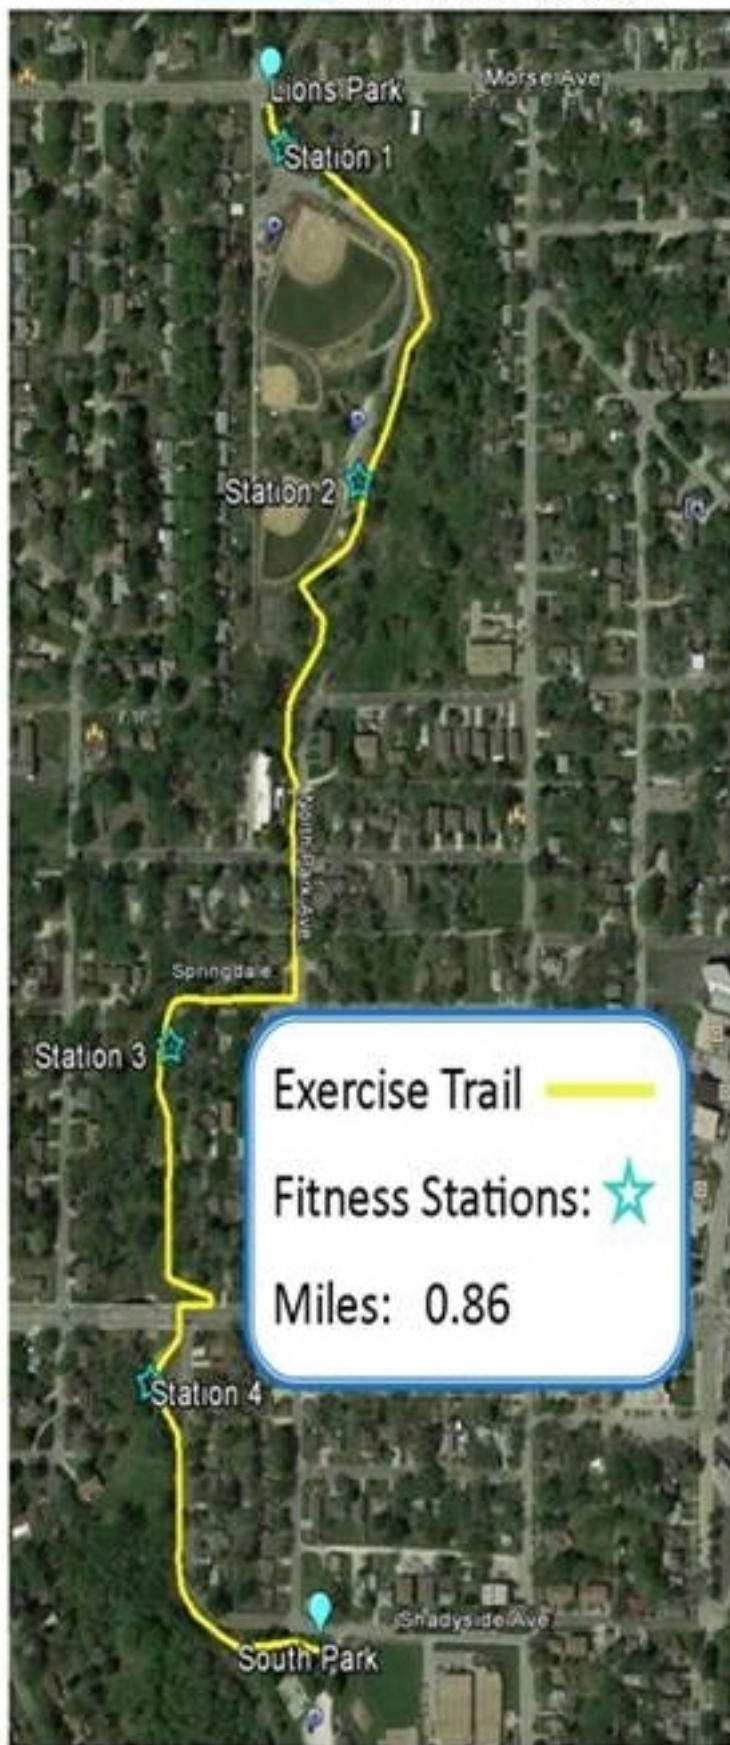 Lions Park
Morse Ave
Station 1
Station 2
North Park Ave
Springdale
Station 3
Exercise Trail
Fitness Stations:
Miles: 0.86
Station 4
Shadyside Ave
South Park